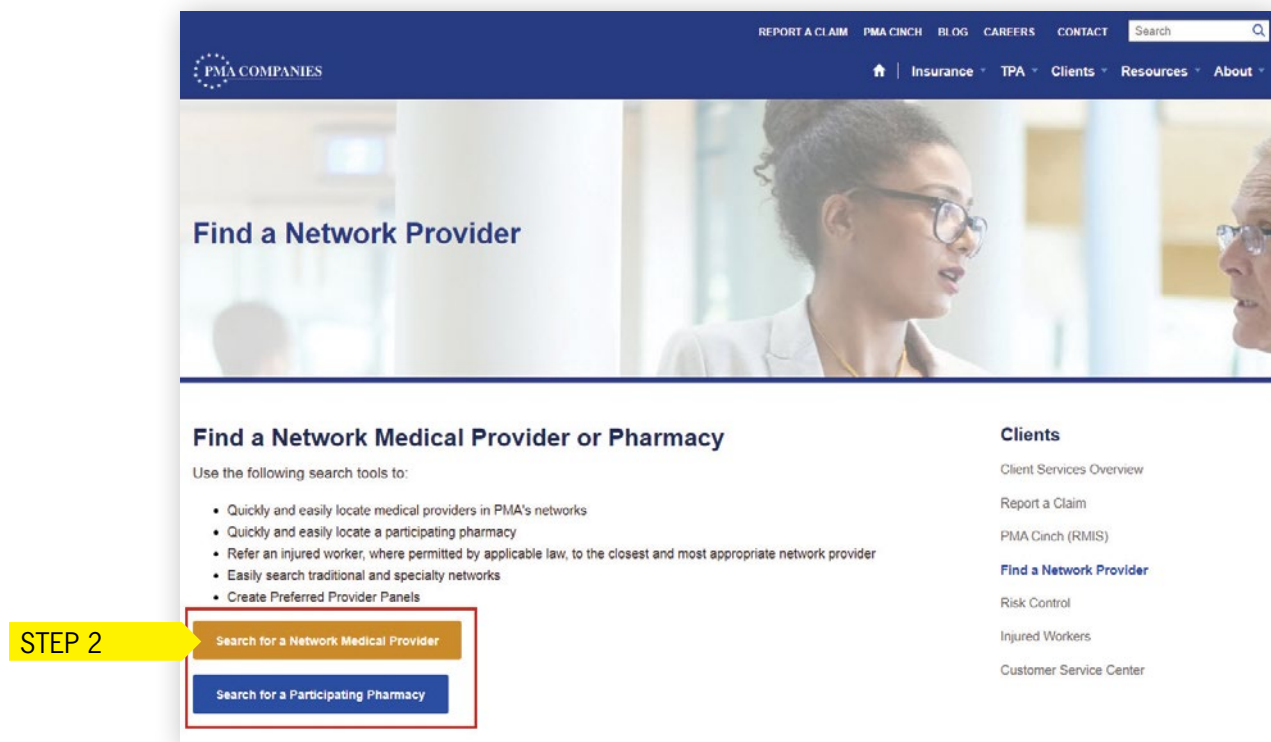 REPORT A CLAIM PMA CINCH BLOG CAREERS CONTACT Search
PMA COMPANIES
Insurance TPA Clients Resources About
Find a Network Provider
Find a Network Medical Provider or Pharmacy
Use the following search tools to:
• Quickly and easily locate medical providers in PMA's networks
• Quickly and easily locate a participating pharmacy
• Refer an injured worker, where permitted by applicable law, to the closest and most appropriate network provider
• Easily search traditional and specialty networks
• Create Preferred Provider Panels
STEP 2
Search for a Network Medical Provider
Search for a Participating Pharmacy
Clients
Client Services Overview
Report a Claim
PMA Cinch (RMIS)
Find a Network Provider
Risk Control
Injured Workers
Customer Service Center